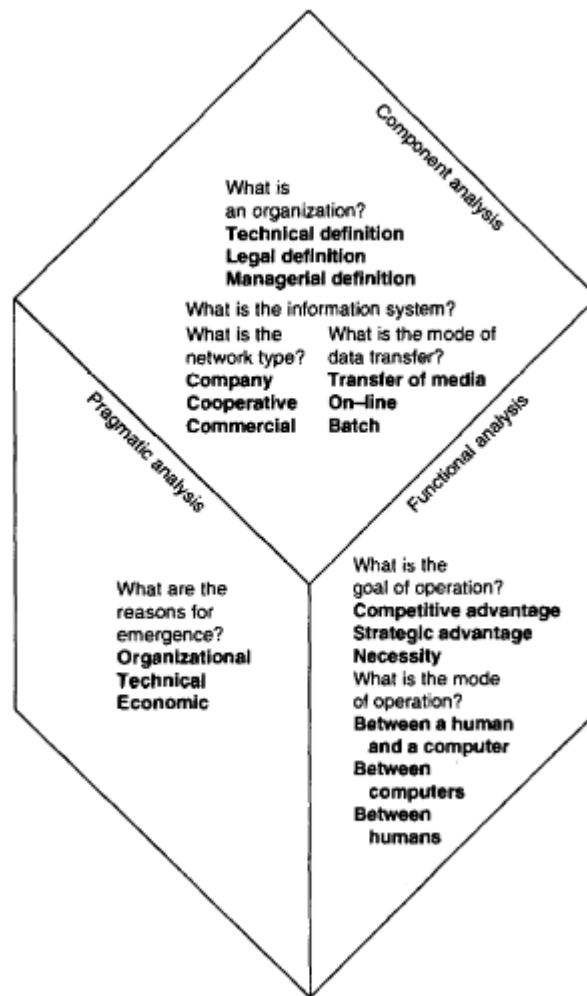 Component analysis
What is
an organization?
Technical definition
Legal definition
Managerial definition
What is the information system?
What is the
network type?
Company
Cooperative
Commercial
What is the mode of
data transfer?
Transfer of media
On–line
Batch
Pragmatic analysis
Functional analysis
What are the
reasons for
emergence?
Organizational
Technical
Economic
What is the
goal of operation?
Competitive advantage
Strategic advantage
Necessity
What is the mode
of operation?
Between a human
and a computer
Between
computers
Between
humans